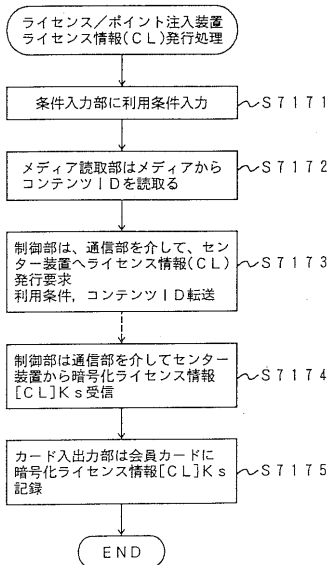 ライセンス/ポイント注入装置
ライセンス情報(CL)発行処理
条件入力部に利用条件入力
S7171
メディア読取部はメディアから
コンテンツIDを読取る
S7172
制御部は、通信部を介して、セン
ター装置へライセンス情報(CL)
発行要求
利用条件,コンテンツID転送
S7173
制御部は通信部を介してセンター
装置から暗号化ライセンス情報
[CL]Ks受信
S7174
カード入出力部は会員カードに
暗号化ライセンス情報[CL]Ks
記録
S7175
END